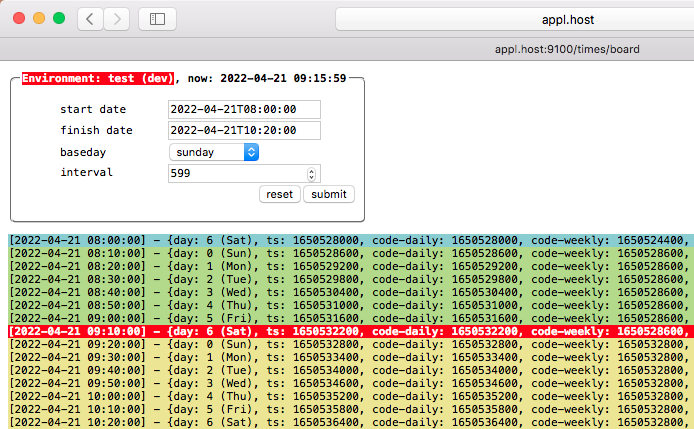 appl.host
appl.host:9100/times/board
Environment: test (dev), now: 2022-04-21 09:15:59
start date 2022-04-21T08:00:00
finish date 2022-04-21T10:20:00
baseday sunday
interval 599
reset submit
[2022-04-21 08:00:00] - {day: 6 (Sat), ts: 1650528000, code-daily: 1650528000, code-weekly: 1650524400,
[2022-04-21 08:10:00] - {day: 0 (Sun), ts: 1650528600, code-daily: 1650528600, code-weekly: 1650528600,
[2022-04-21 08:20:00] - {day: 1 (Mon), ts: 1650529200, code-daily: 1650529200, code-weekly: 1650528600,
[2022-04-21 08:30:00] - {day: 2 (Tue), ts: 1650529800, code-daily: 1650529800, code-weekly: 1650528600,
[2022-04-21 08:40:00] - {day: 3 (Wed), ts: 1650530400, code-daily: 1650530400, code-weekly: 1650528600,
[2022-04-21 08:50:00] - {day: 4 (Thu), ts: 1650531000, code-daily: 1650531000, code-weekly: 1650528600,
[2022-04-21 09:00:00] - {day: 5 (Fri), ts: 1650531600, code-daily: 1650531600, code-weekly: 1650528600,
[2022-04-21 09:10:00] - {day: 6 (Sat), ts: 1650532200, code-daily: 1650532200, code-weekly: 1650528600,
[2022-04-21 09:20:00] - {day: 0 (Sun), ts: 1650532800, code-daily: 1650532800, code-weekly: 1650532800,
[2022-04-21 09:30:00] - {day: 1 (Mon), ts: 1650533400, code-daily: 1650533400, code-weekly: 1650532800,
[2022-04-21 09:40:00] - {day: 2 (Tue), ts: 1650534000, code-daily: 1650534000, code-weekly: 1650532800,
[2022-04-21 09:50:00] - {day: 3 (Wed), ts: 1650534600, code-daily: 1650534600, code-weekly: 1650532800,
[2022-04-21 10:00:00] - {day: 4 (Thu), ts: 1650535200, code-daily: 1650535200, code-weekly: 1650532800,
[2022-04-21 10:10:00] - {day: 5 (Fri), ts: 1650535800, code-daily: 1650535800, code-weekly: 1650532800,
[2022-04-21 10:20:00] - {day: 6 (Sat), ts: 1650536400, code-daily: 1650536400, code-weekly: 1650532800,